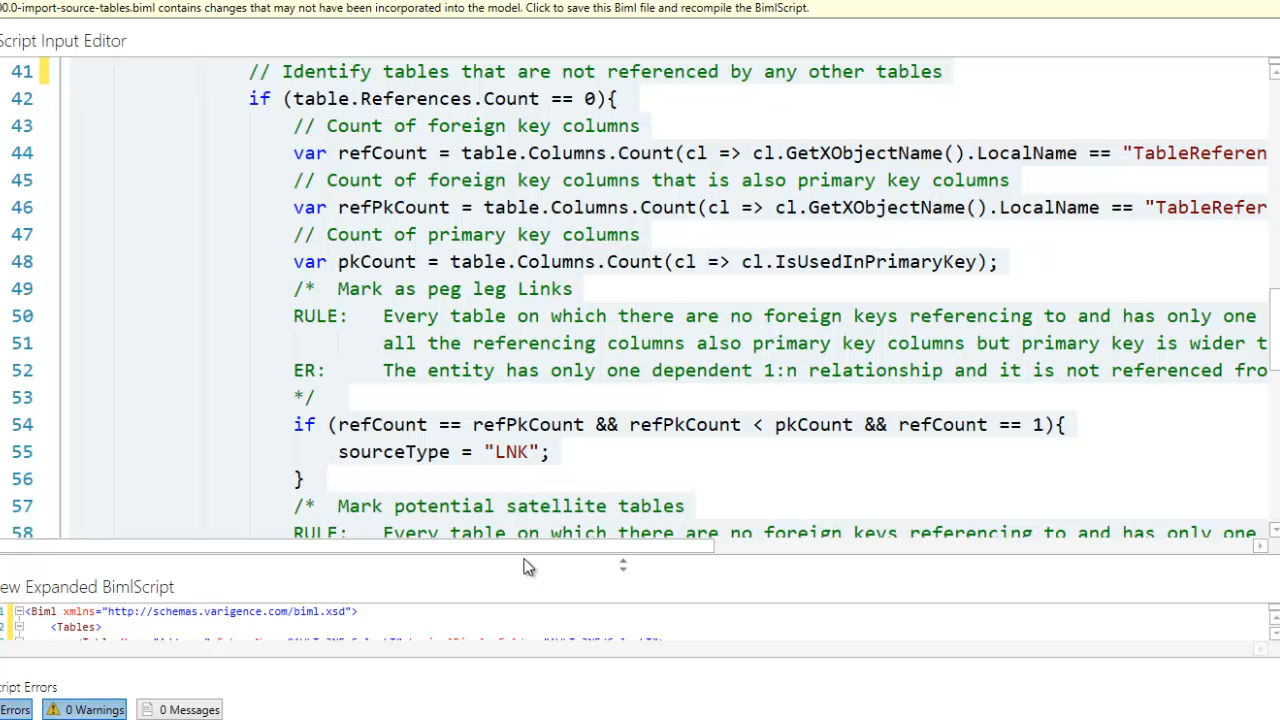 00.0-import-source-tables.biml contains changes that may not have been incorporated into the model. Click to save this Biml file and recompile the BimlScript.
Script Input Editor
41 // Identify tables that are not referenced by any other tables
42 if (table.References.Count == 0){
43 // Count of foreign key columns
44 var refCount = table.Columns.Count(cl => cl.GetXObjectName().LocalName == "TableReferen
45 // Count of foreign key columns that is also primary key columns
46 var refPkCount = table.Columns.Count(cl => cl.GetXObjectName().LocalName == "TableRefer
47 // Count of primary key columns
48 var pkCount = table.Columns.Count(cl => cl.IsUsedInPrimaryKey);
49 /* Mark as peg leg Links
50 RULE: Every table on which there are no foreign keys referencing to and has only one
51 all the referencing columns also primary key columns but primary key is wider t
52 ER: The entity has only one dependent 1:n relationship and it is not referenced fro
53 */
54 if (refCount == refPkCount && refPkCount < pkCount && refCount == 1){
55 sourceType = "LNK";
56 }
57 /* Mark potential satellite tables
58 RULE: Every table on which there are no foreign keys referencing to and has only one
ew Expanded BimlScript
1 <Biml xmlns="http://schemas.varigence.com/biml.xsd">
2 <Tables>
ript Errors
Errors 0 Warnings 0 Messages